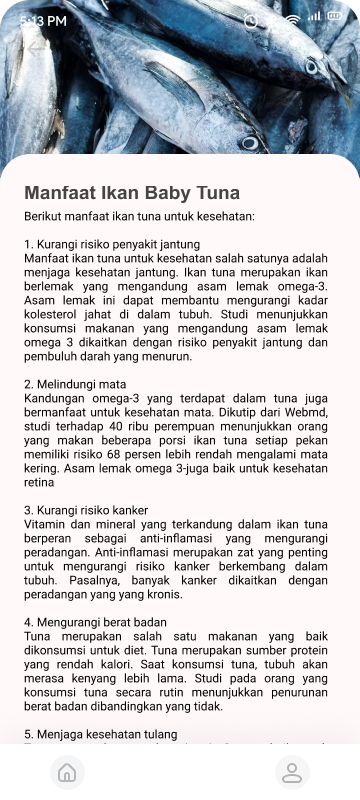 5:13 PM
Manfaat Ikan Baby Tuna
Berikut manfaat ikan tuna untuk kesehatan:
1. Kurangi risiko penyakit jantung
Manfaat ikan tuna untuk kesehatan salah satunya adalah
menjaga kesehatan jantung. Ikan tuna merupakan ikan
berlemak yang mengandung asam lemak omega-3.
Asam lemak ini dapat membantu mengurangi kadar
kolesterol jahat di dalam tubuh. Studi menunjukkan
konsumsi makanan yang mengandung asam lemak
omega 3 dikaitkan dengan risiko penyakit jantung dan
pembuluh darah yang menurun.
2. Melindungi mata
Kandungan omega-3 yang terdapat dalam tuna juga
bermanfaat untuk kesehatan mata. Dikutip dari Webmd,
studi terhadap 40 ribu perempuan menunjukkan orang
yang makan beberapa porsi ikan tuna setiap pekan
memiliki risiko 68 persen lebih rendah mengalami mata
kering. Asam lemak omega 3-juga baik untuk kesehatan
retina
3. Kurangi risiko kanker
Vitamin dan mineral yang terkandung dalam ikan tuna
berperan sebagai anti-inflamasi yang mengurangi
peradangan. Anti-inflamasi merupakan zat yang penting
untuk mengurangi risiko kanker berkembang dalam
tubuh. Pasalnya, banyak kanker dikaitkan dengan
peradangan yang yang kronis.
4. Mengurangi berat badan
Tuna merupakan salah satu makanan yang baik
dikonsumsi untuk diet. Tuna merupakan sumber protein
yang rendah kalori. Saat konsumsi tuna, tubuh akan
merasa kenyang lebih lama. Studi pada orang yang
konsumsi tuna secara rutin menunjukkan penurunan
berat badan dibandingkan yang tidak.
5. Menjaga kesehatan tulang